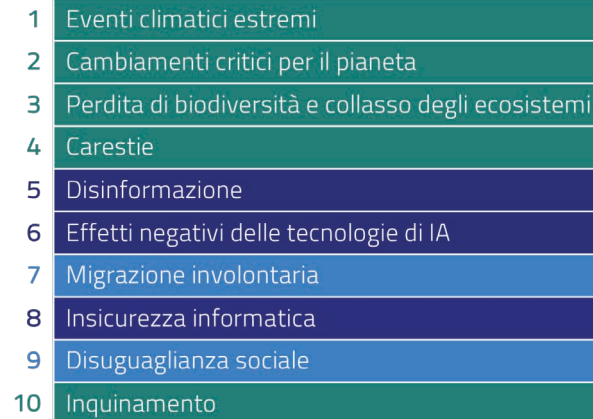 1 Eventi climatici estremi
2 Cambiamenti critici per il pianeta
3 Perdita di biodiversità e collasso degli ecosistemi
4 Carestie
5 Disinformazione
6 Effetti negativi delle tecnologie di IA
7 Migrazione involontaria
8 Insicurezza informatica
9 Disuguaglianza sociale
10 Inquinamento